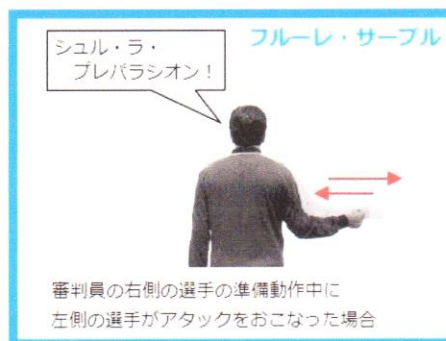 フルーレ・サーブル
シュル・ラ・
プレパラシオン！
審判員の右側の選手の準備動作中に
左側の選手がアタックをおこなった場合